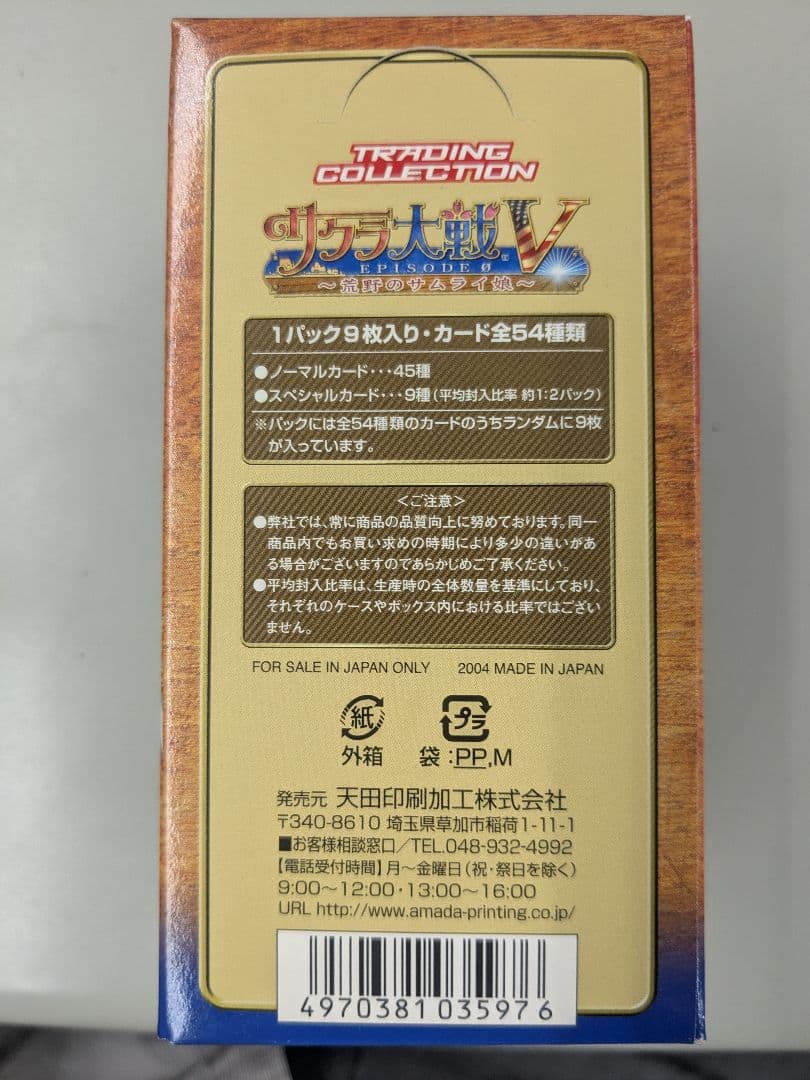 TRADING
COLLECTION
サクラ大戦V
EPISODE 0
～荒野のサムライ娘～
1パック9枚入り・カード全54種類
●ノーマルカード・・・45種
●スペシャルカード・・・9種(平均封入比率 約1:2パック)
※パックには全54種類のカードのうちランダムに9枚
が入っています。
＜ご注意＞
●弊社では、常に商品の品質向上に努めております。同一
商品内でもお買い求めの時期により多少の違いがあ
る場合がございますのであらかじめご了承ください。
●平均封入比率は、生産時の全体数量を基準にしており、
それぞれのケースやボックス内における比率ではござい
ません。
FOR SALE IN JAPAN ONLY 2004 MADE IN JAPAN
紙 プラ
外箱 袋:PP,M
発売元 天田印刷加工株式会社
〒340-8610 埼玉県草加市稲荷1-11-1
■お客様相談窓口／TEL.048-932-4992
【電話受付時間】月～金曜日(祝・祭日を除く)
9:00～12:00・13:00～16:00
URL http://www.amada-printing.co.jp/
4970381035976